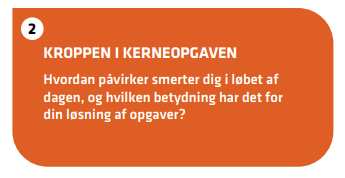 2
KROPPEN I KERNEOPGAVEN
Hvordan påvirker smerter dig i løbet af
dagen, og hvilken betydning har det for
din løsning af opgaver?